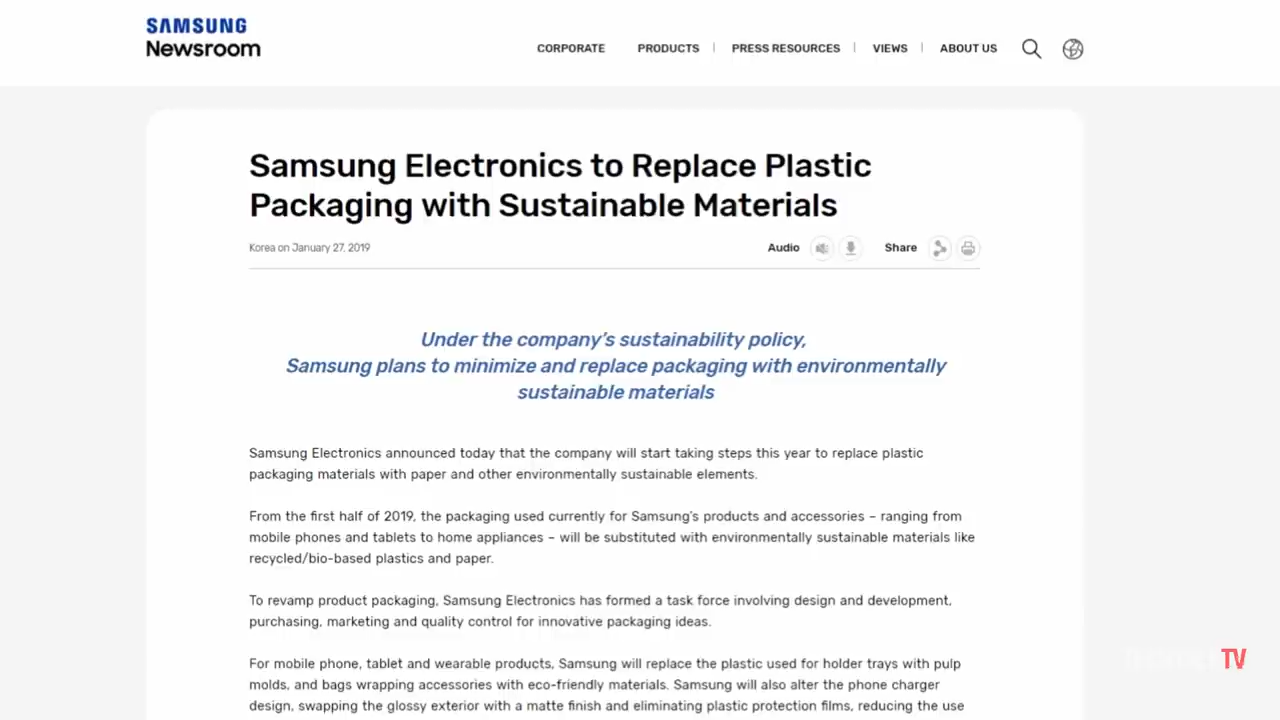 SAMSUNG
Newsroom
CORPORATE PRODUCTS PRESS RESOURCES VIEWS ABOUT US
Samsung Electronics to Replace Plastic
Packaging with Sustainable Materials
Korea on January 27, 2019
Audio Share
Under the company’s sustainability policy,
Samsung plans to minimize and replace packaging with environmentally
sustainable materials
Samsung Electronics announced today that the company will start taking steps this year to replace plastic
packaging materials with paper and other environmentally sustainable elements.
From the first half of 2019, the packaging used currently for Samsung’s products and accessories – ranging from
mobile phones and tablets to home appliances – will be substituted with environmentally sustainable materials like
recycled/bio-based plastics and paper.
To revamp product packaging, Samsung Electronics has formed a task force involving design and development,
purchasing, marketing and quality control for innovative packaging ideas.
For mobile phone, tablet and wearable products, Samsung will replace the plastic used for holder trays with pulp
molds, and bags wrapping accessories with eco-friendly materials. Samsung will also alter the phone charger
design, swapping the glossy exterior with a matte finish and eliminating plastic protection films, reducing the use
TV